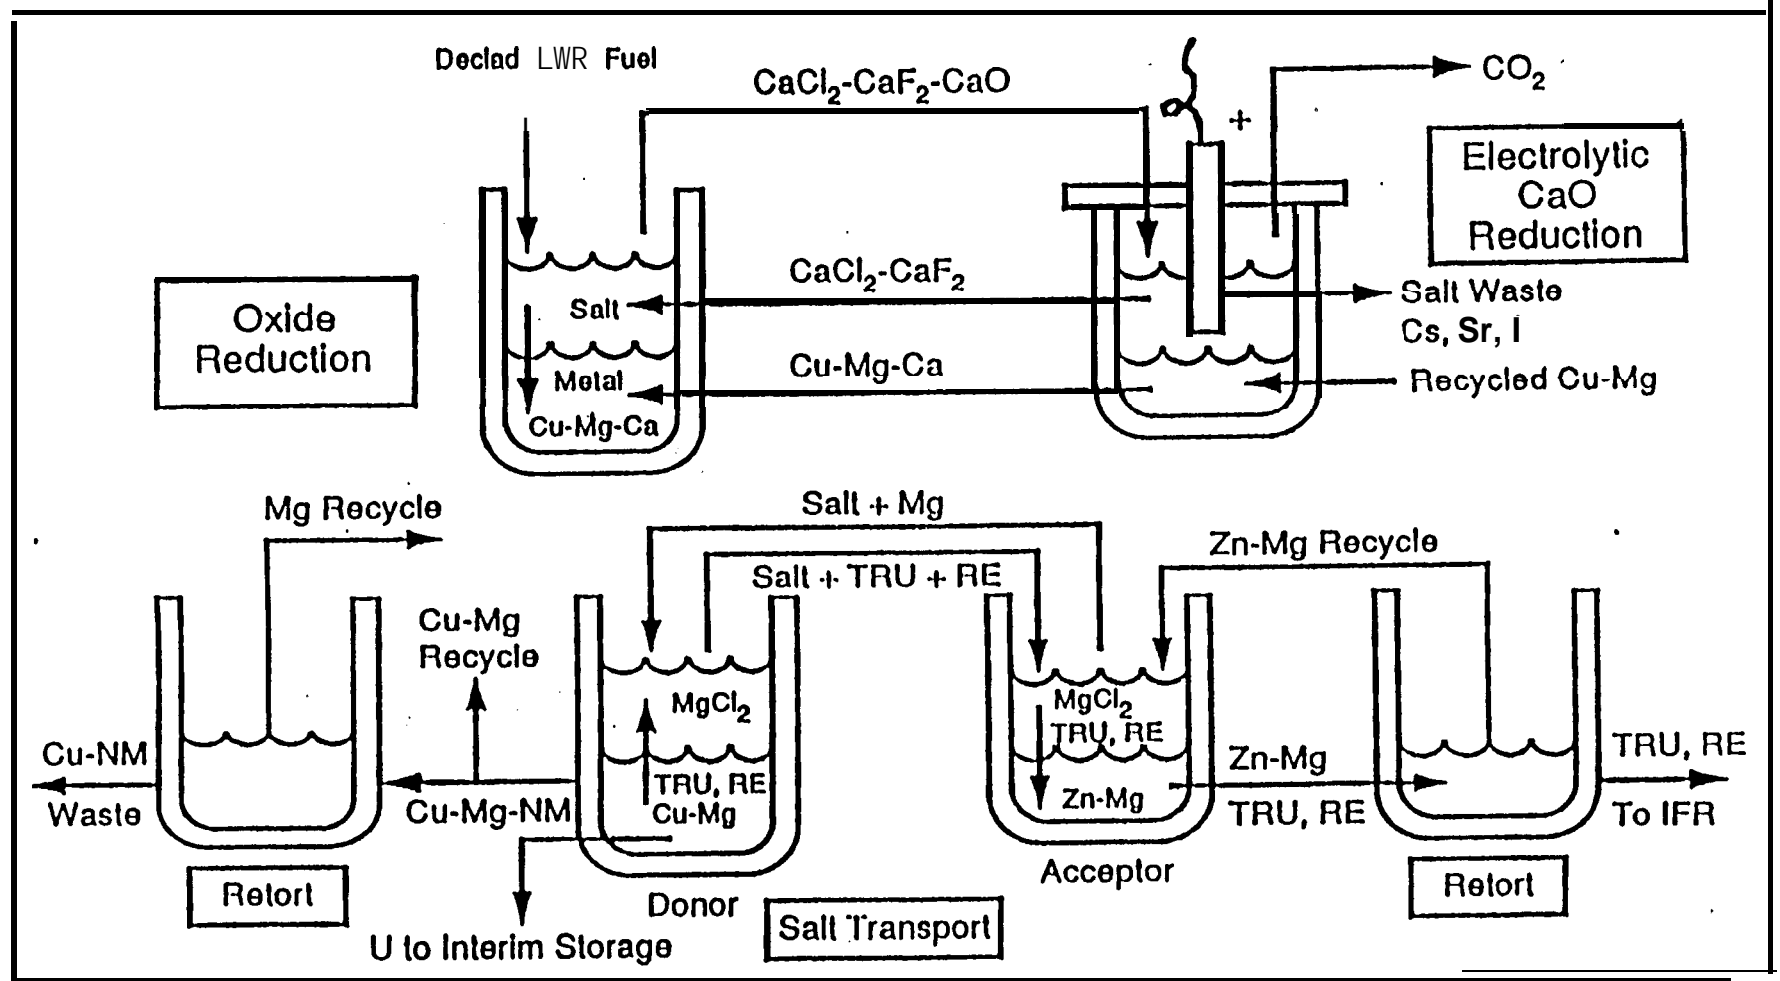 Declad LWR Fuel
CaCl₂-CaF₂-CaO
+
CO₂
Electrolytic
CaO
Reduction
Oxide
Reduction
CaCl₂-CaF₂
Salt
Salt Waste
Cs, Sr, I
Cu-Mg-Ca
Metal
Cu-Mg-Ca
Recycled Cu-Mg
Mg Recycle
Salt + Mg
Salt + TRU + RE
Zn-Mg Recycle
Cu-Mg
Recycle
MgCl₂
TRU, RE
Cu-Mg
MgCl₂
TRU, RE
Zn-Mg
Cu-NM
Waste
Cu-Mg-NM
Zn-Mg
TRU, RE
TRU, RE
To IFR
Retort
Donor
Acceptor
Retort
Salt Transport
U to Interim Storage